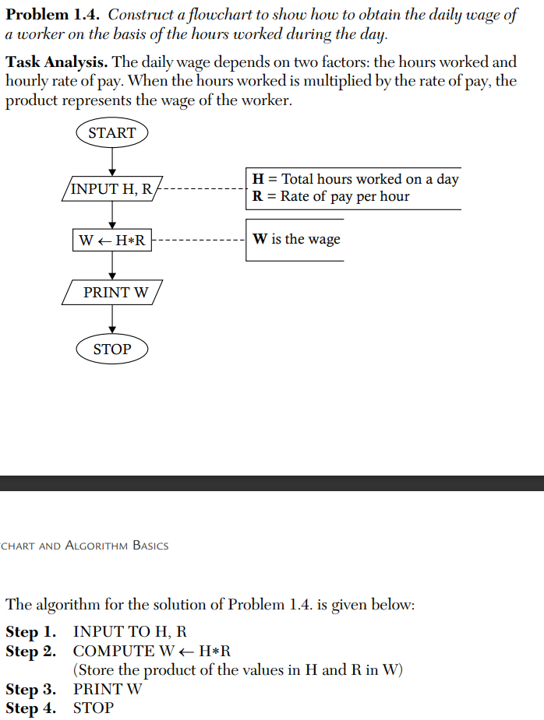 Problem 1.4. Construct a flowchart to show how to obtain the daily wage of
a worker on the basis of the hours worked during the day.
Task Analysis. The daily wage depends on two factors: the hours worked and
hourly rate of pay. When the hours worked is multiplied by the rate of pay, the
product represents the wage of the worker.
START
INPUT H, R
H = Total hours worked on a day
R = Rate of pay per hour
W ← H*R
W is the wage
PRINT W
STOP
CHART AND ALGORITHM BASICS
The algorithm for the solution of Problem 1.4. is given below:
Step 1. INPUT TO H, R
Step 2. COMPUTE W ← H*R
(Store the product of the values in H and R in W)
Step 3. PRINT W
Step 4. STOP